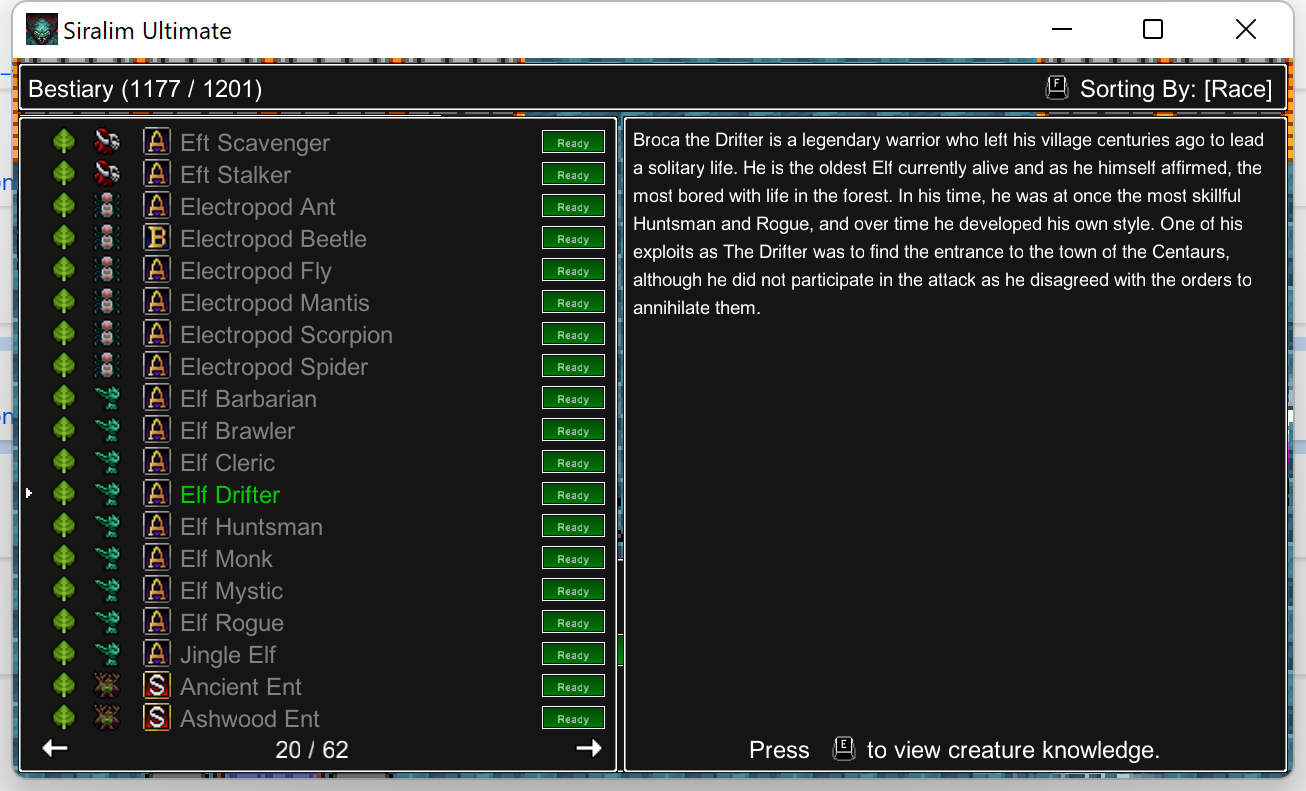 Siralim Ultimate
Bestiary (1177 / 1201)
F Sorting By: [Race]
A Eft Scavenger Ready
A Eft Stalker Ready
A Electropod Ant Ready
B Electropod Beetle Ready
A Electropod Fly Ready
A Electropod Mantis Ready
A Electropod Scorpion Ready
A Electropod Spider Ready
A Elf Barbarian Ready
A Elf Brawler Ready
A Elf Cleric Ready
A Elf Drifter Ready
A Elf Huntsman Ready
A Elf Monk Ready
A Elf Mystic Ready
A Elf Rogue Ready
A Jingle Elf Ready
S Ancient Ent Ready
S Ashwood Ent Ready
20 / 62
Broca the Drifter is a legendary warrior who left his village centuries ago to lead
a solitary life. He is the oldest Elf currently alive and as he himself affirmed, the
most bored with life in the forest. In his time, he was at once the most skillful
Huntsman and Rogue, and over time he developed his own style. One of his
exploits as The Drifter was to find the entrance to the town of the Centaurs,
although he did not participate in the attack as he disagreed with the orders to
annihilate them.
Press E to view creature knowledge.